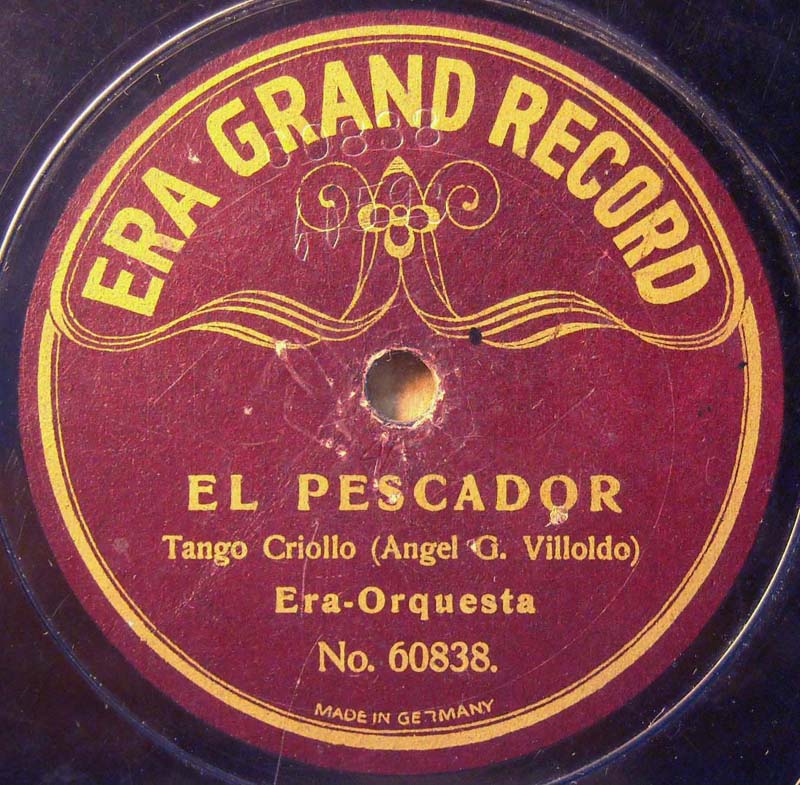 ERA GRAND RECORD
EL PESCADOR
Tango Criollo (Angel G. Villoldo)
Era-Orquesta
No. 60838.
MADE IN GERMANY